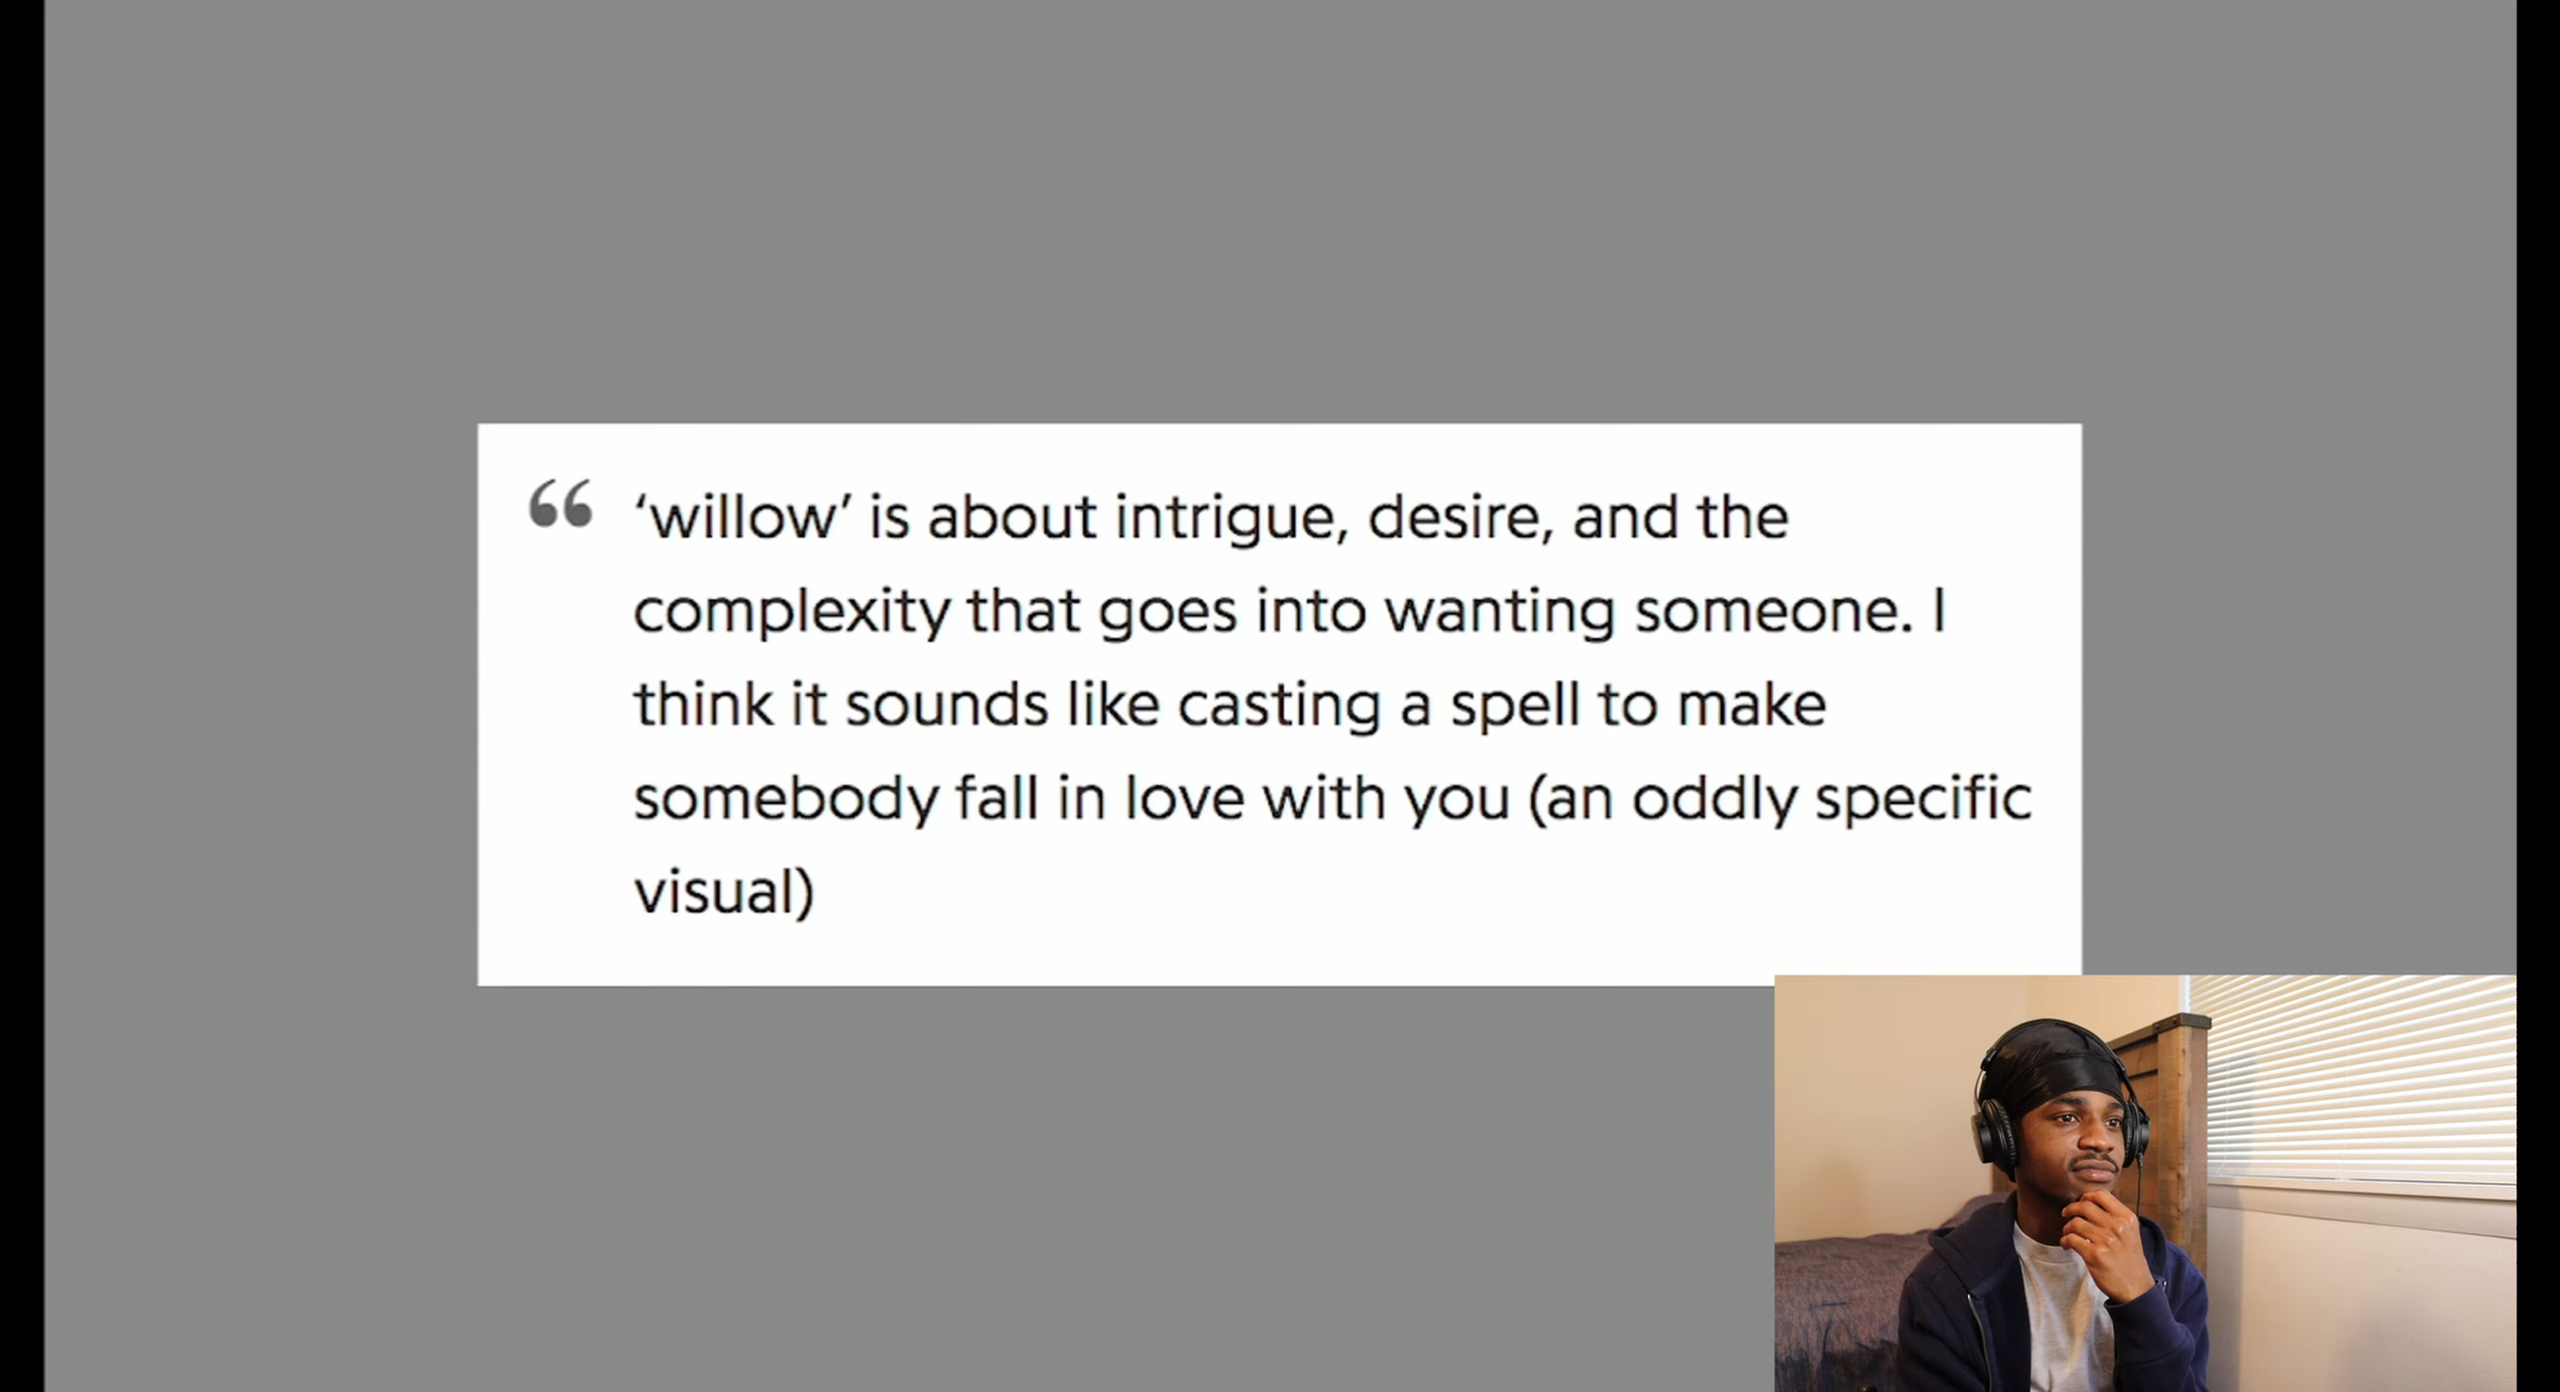 “ ‘willow’ is about intrigue, desire, and the
complexity that goes into wanting someone. I
think it sounds like casting a spell to make
somebody fall in love with you (an oddly specific
visual)